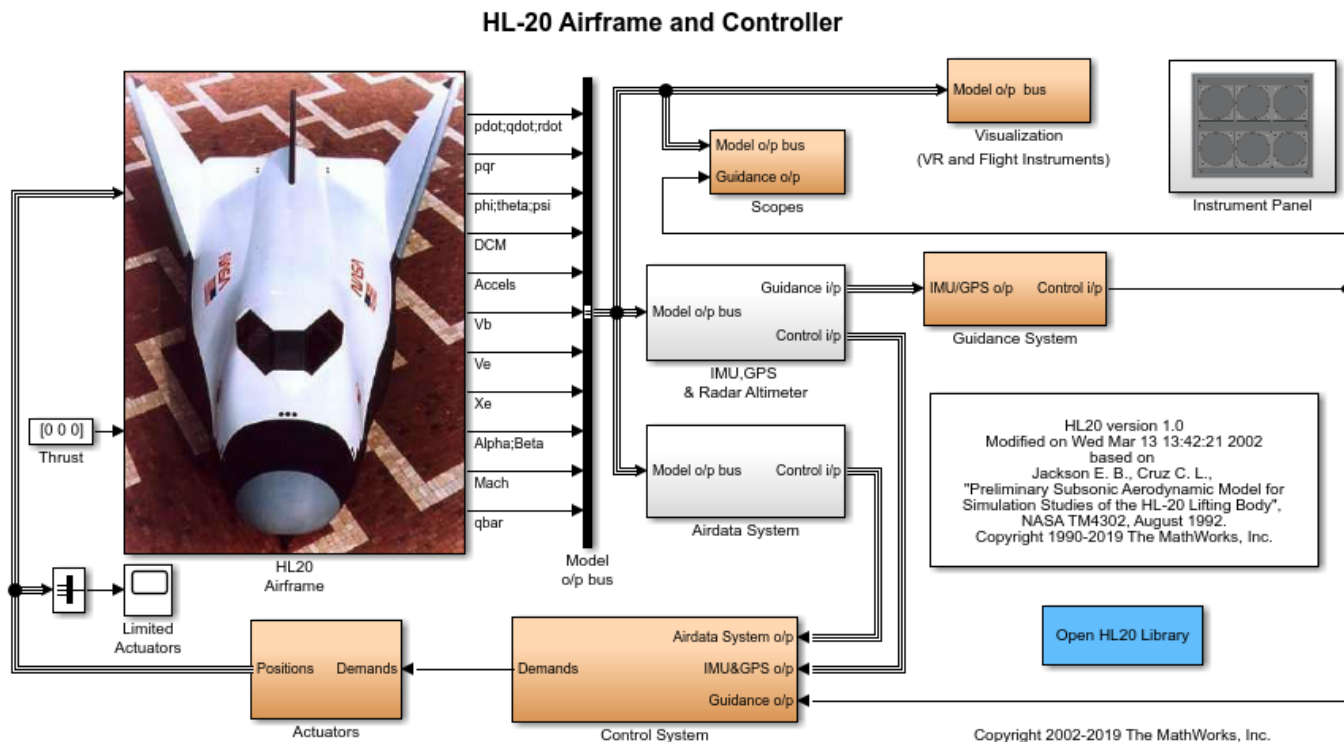 HL-20 Airframe and Controller
pdot;qdot;rdot
pqr
phi;theta;psi
DCM
Accels
Vb
Ve
Xe
Alpha;Beta
Mach
qbar
NASA
[0 0 0]
Thrust
HL20
Airframe
Model
o/p bus
Model o/p  bus
Visualization
(VR and Flight Instruments)
Model o/p bus
Guidance o/p
Scopes
Instrument Panel
Guidance i/p
Model o/p bus
Control i/p
IMU,GPS
& Radar Altimeter
IMU/GPS o/p
Control i/p
Guidance System
Model o/p bus
Control i/p
Airdata System
HL20 version 1.0
Modified on Wed Mar 13 13:42:21 2002
based on
Jackson E. B., Cruz C. L.,
"Preliminary Subsonic Aerodynamic Model for
Simulation Studies of the HL-20 Lifting Body",
NASA TM4302, August 1992.
Copyright 1990-2019 The MathWorks, Inc.
Limited
Actuators
Positions
Demands
Actuators
Demands
Airdata System o/p
IMU&GPS o/p
Guidance o/p
Control System
Open HL20 Library
Copyright 2002-2019 The MathWorks, Inc.